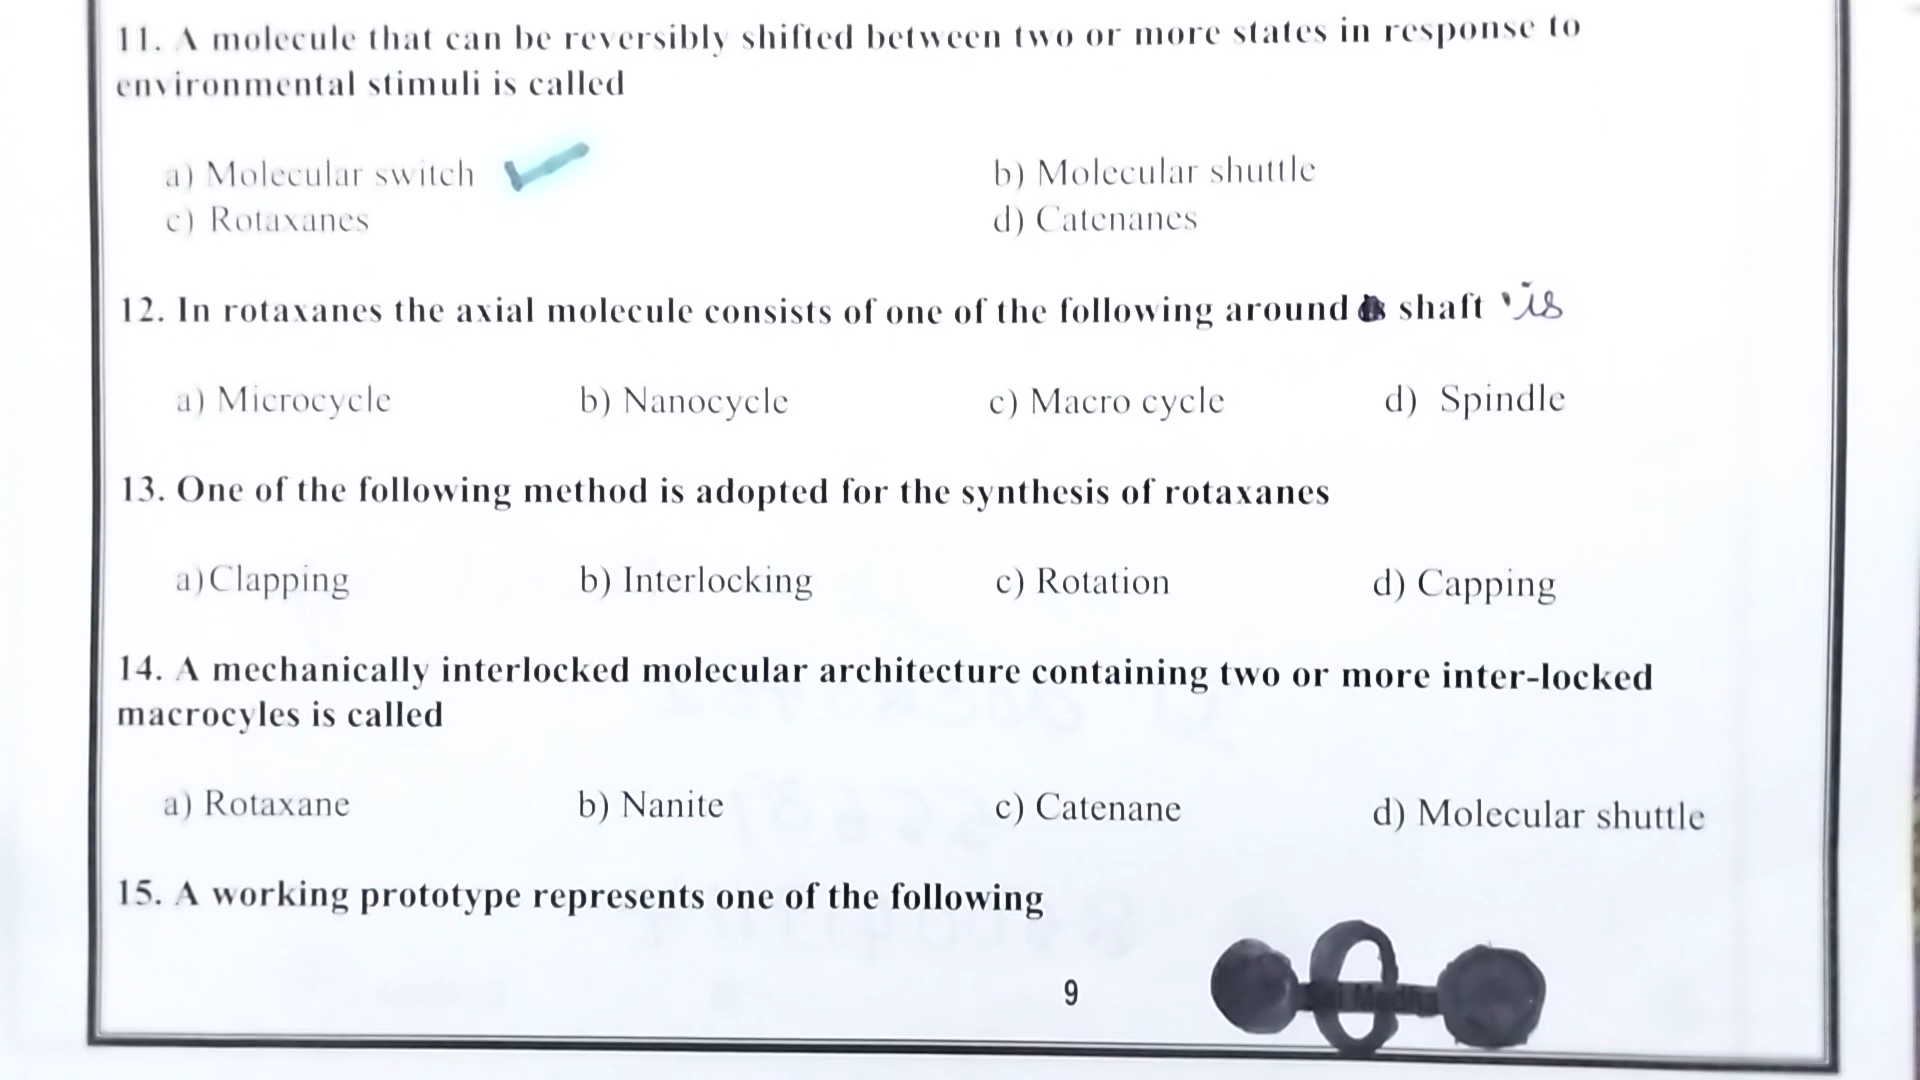 11. A molecule that can be reversibly shifted between two or more states in response to
environmental stimuli is called
a) Molecular switch
b) Molecular shuttle
c) Rotaxanes
d) Catenanes
12. In rotaxanes the axial molecule consists of one of the following around shaft is
a) Microcycle b) Nanocycle c) Macro cycle d) Spindle
13. One of the following method is adopted for the synthesis of rotaxanes
a)Clapping b) Interlocking c) Rotation d) Capping
14. A mechanically interlocked molecular architecture containing two or more inter-locked
macrocyles is called
a) Rotaxane b) Nanite c) Catenane d) Molecular shuttle
15. A working prototype represents one of the following
9